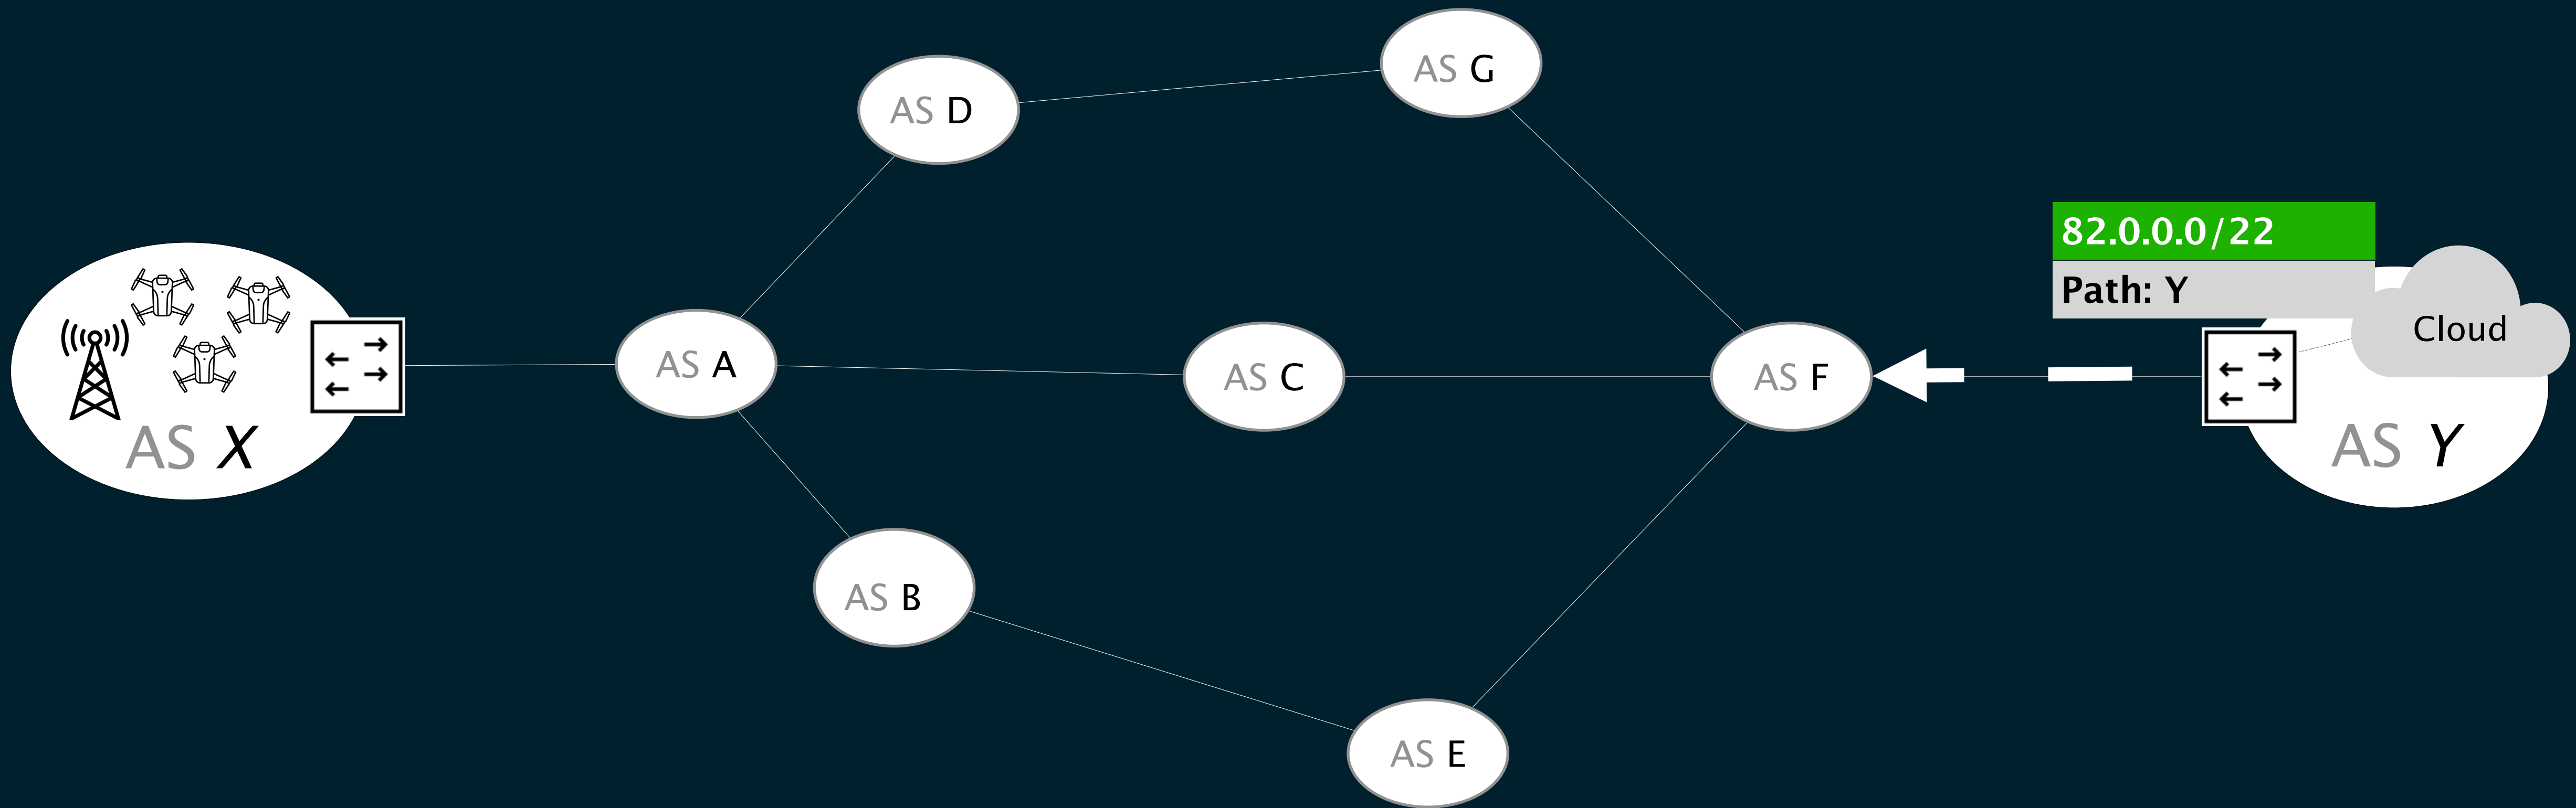 AS G
AS D
82.0.0.0/22
Path: Y
Cloud
AS A
AS C
AS F
AS X
AS Y
AS B
AS E